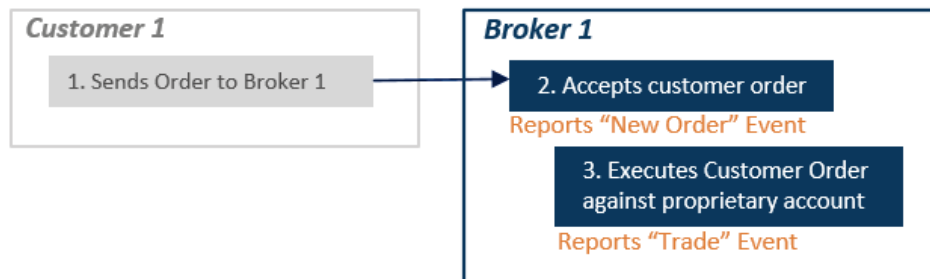 Customer 1
1. Sends Order to Broker 1
Broker 1
2. Accepts customer order
Reports “New Order” Event
3. Executes Customer Order
against proprietary account
Reports “Trade” Event